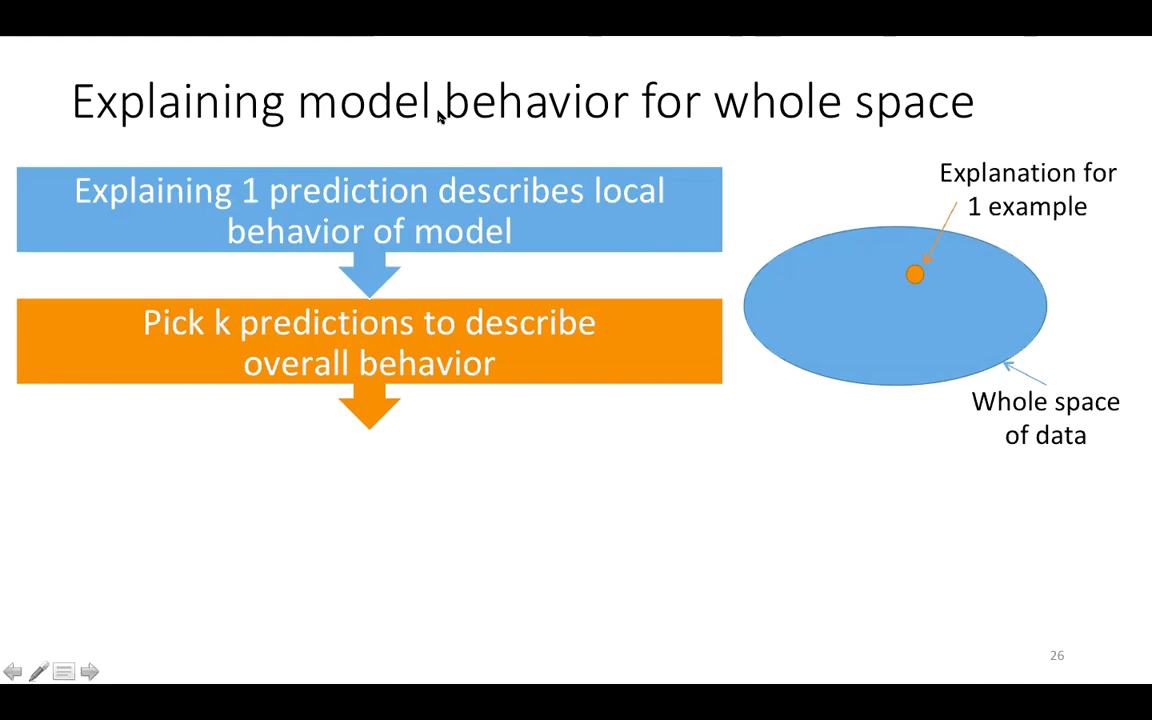 Explaining model behavior for whole space
Explaining 1 prediction describes local
behavior of model
Pick k predictions to describe
overall behavior
Explanation for
1 example
Whole space
of data
26